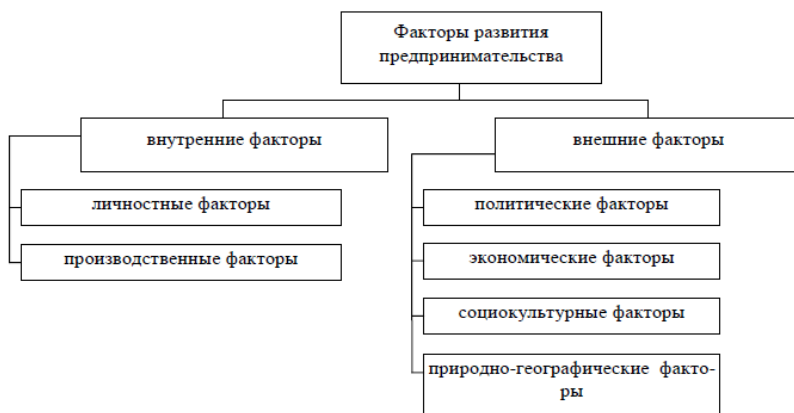 Факторы развития
предпринимательства
внутренние факторы
внешние факторы
личностные факторы
политические факторы
производственные факторы
экономические факторы
социокультурные факторы
природно-географические факто-
ры